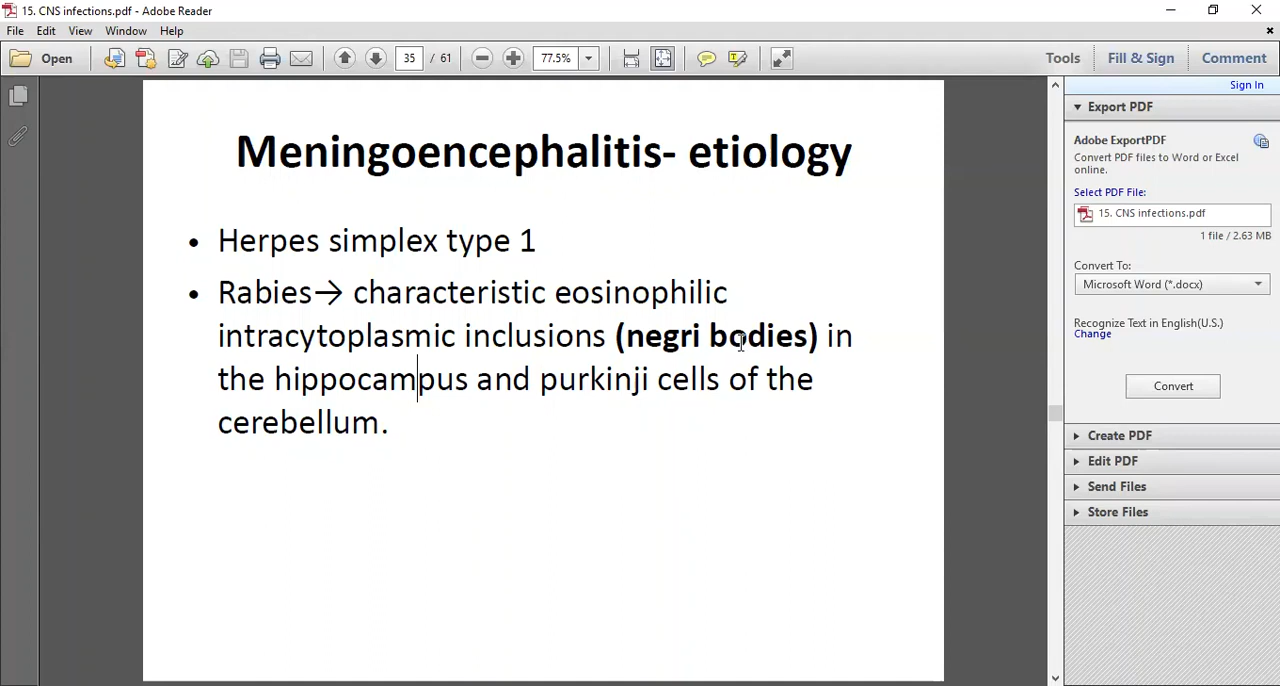 15. CNS infections.pdf - Adobe Reader
File Edit View Window Help
Open 35 / 61 77.5% Tools Fill & Sign Comment
Sign In
Meningoencephalitis- etiology
• Herpes simplex type 1
• Rabies→ characteristic eosinophilic
intracytoplasmic inclusions (negri bodies) in
the hippocampus and purkinji cells of the
cerebellum.
Export PDF
Adobe ExportPDF
Convert PDF files to Word or Excel
online.
Select PDF File:
15. CNS infections.pdf
1 file / 2.63 MB
Convert To:
Microsoft Word (*.docx)
Recognize Text in English(U.S.)
Change
Convert
Create PDF
Edit PDF
Send Files
Store Files